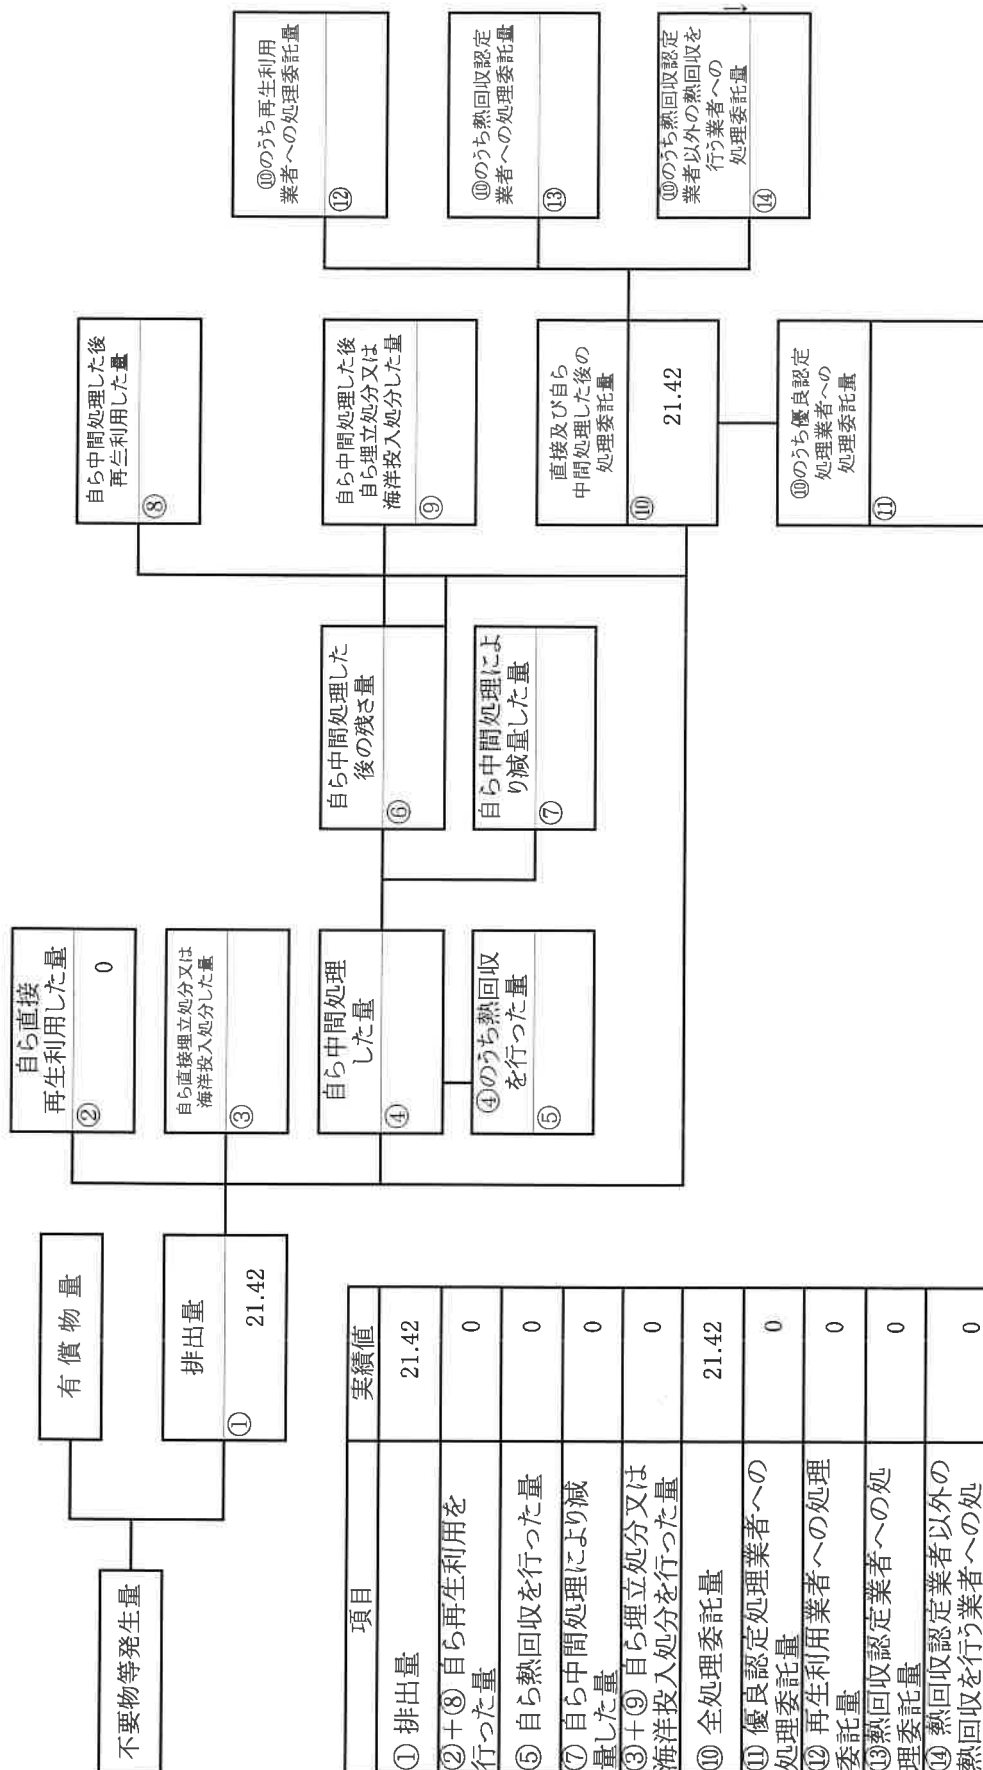 不要物等発生量
有償物量
排出量
①
21.42
自ら直接
再生利用した量
②
0
自ら直接埋立処分又は
海洋投入処分した量
③
自ら中間処理
した量
④
④のうち熱回収
を行った量
⑤
自ら中間処理した
後の残さ量
⑥
自ら中間処理によ
り減量した量
⑦
自ら中間処理した後
再生利用した量
⑧
自ら中間処理した後
自ら埋立処分又は
海洋投入処分した量
⑨
直接及び自ら
中間処理した後の
処理委託量
⑩
21.42
⑩のうち優良認定
処理業者への
処理委託量
⑪
⑩のうち再生利用
業者への処理委託量
⑫
⑩のうち熱回収認定
業者への処理委託量
⑬
⑩のうち熱回収認定
業者以外の熱回収を
行う業者への
処理委託量
⑭
項目 実績値
①排出量 21.42
②+⑧自ら再生利用を
行った量 0
⑤自ら熱回収を行った量 0
⑦自ら中間処理により減
量した量 0
③+⑨自ら埋立処分又は
海洋投入処分を行った量 0
⑩全処理委託量 21.42
⑪優良認定処理業者への
処理委託量 0
⑫再生利用業者への処理
委託量 0
⑬熱回収認定業者への処
理委託量 0
⑭熱回収認定業者以外の
熱回収を行う業者への処 0